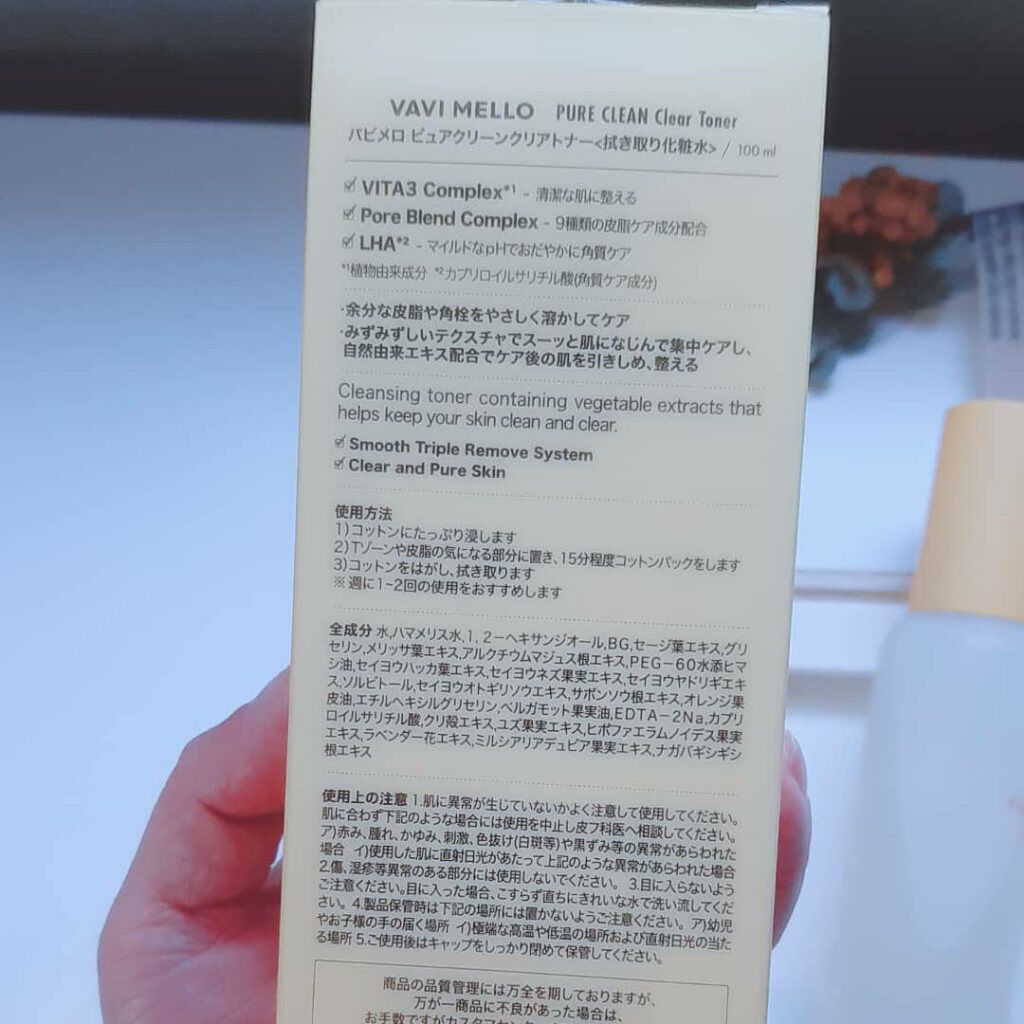 VAVI MELLO PURE CLEAN Clear Toner
バビメロ ピュアクリーンクリアトナー<拭き取り化粧水> / 100 ml
VITA3 Complex*1 - 清潔な肌に整える
Pore Blend Complex - 9種類の皮脂ケア成分配合
LHA*2 - マイルドなpHでおだやかに角質ケア
*1植物由来成分 *2カプリロイルサリチル酸(角質ケア成分)
・余分な皮脂や角栓をやさしく溶かしてケア
・みずみずしいテクスチャでスーッと肌になじんで集中ケアし、
自然由来エキス配合でケア後の肌を引きしめ、整える
Cleansing toner containing vegetable extracts that
helps keep your skin clean and clear.
Smooth Triple Remove System
Clear and Pure Skin
使用方法
1)コットンにたっぷり浸します
2)Tゾーンや皮脂の気になる部分に置き、15分程度コットンパックをします
3)コットンをはがし、拭き取ります
※ 週に1~2回の使用をおすすめします
全成分 水,ハマメリス水,1, 2－ヘキサンジオール,BG,セージ葉エキス,グリ
セリン,メリッサ葉エキス,アルクチウムマジュス根エキス,PEG－60水添ヒマ
シ油,セイヨウハッカ葉エキス,セイヨウネズ果実エキス,セイヨウヤドリギエキ
ス,ソルビトール,セイヨウオトギリソウエキス,サボンソウ根エキス,オレンジ果
皮油,エチルヘキシルグリセリン,ベルガモット果実油,EDTA－2Na,カプリ
ロイルサリチル酸,クリ殻エキス,ユズ果実エキス,ヒポファエラムノイデス果実
エキス,ラベンダー花エキス,ミルシアリアデュビア果実エキス,ナガバギシギシ
根エキス
使用上の注意 1.肌に異常が生じていないかよく注意して使用してください。
肌に合わず下記のような場合には使用を中止し皮フ科医へ相談してください。
ア)赤み、腫れ、かゆみ、刺激、色抜け(白斑等)や黒ずみ等の異常があらわれた
場合 イ)使用した肌に直射日光があたって上記のような異常があらわれた場合
2.傷、湿疹等異常のある部分には使用しないでください。 3.目に入らないよう
ご注意ください。目に入った場合、こすらず直ちにきれいな水で洗い流してくだ
さい。 4.製品保管時は下記の場所には置かないようご注意ください。 ア)幼児
やお子様の手の届く場所 イ)極端な高温や低温の場所および直射日光の当た
る場所 5.ご使用後はキャップをしっかり閉めて保管してください。
商品の品質管理には万全を期しておりますが、
万が一商品に不良があった場合は、
お手数ですがカスタマセンター